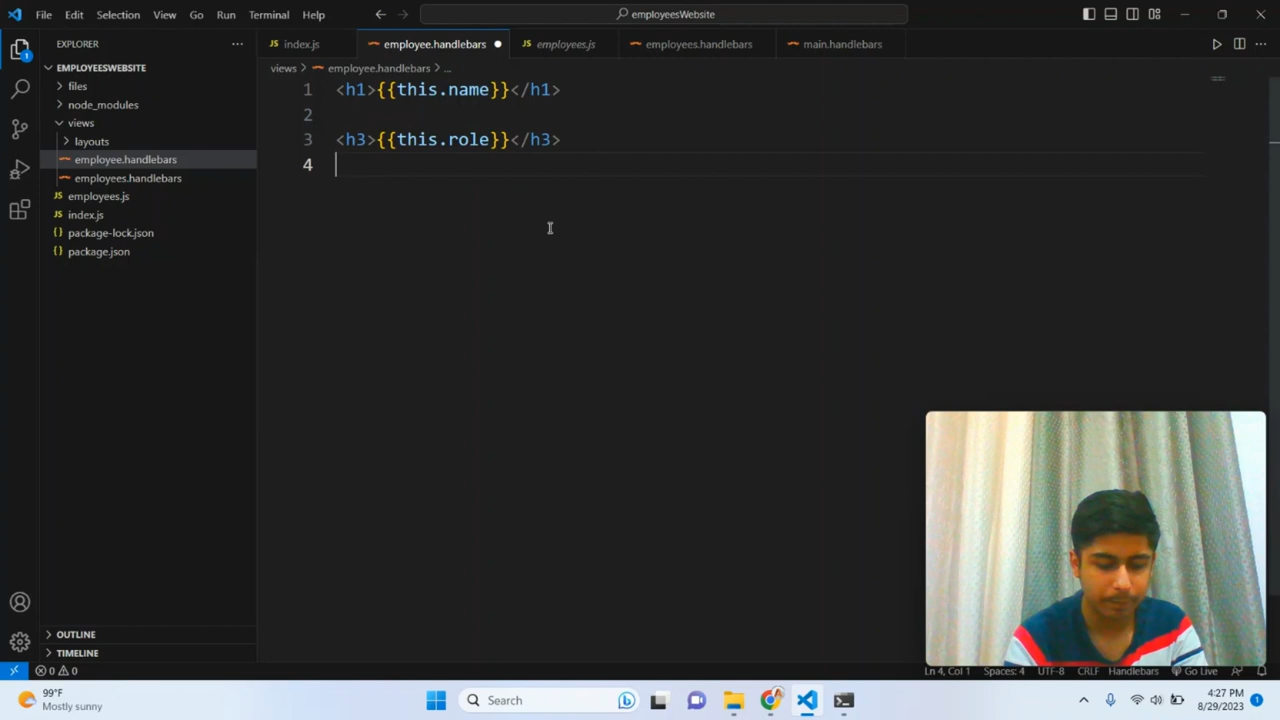 File Edit Selection View Go Run Terminal Help
employeesWebsite
EXPLORER
index.js
employee.handlebars
employees.js
employees.handlebars
main.handlebars
views > employee.handlebars > ...
EMPLOYEESWEBSITE
files
node_modules
views
layouts
employee.handlebars
employees.handlebars
employees.js
index.js
package-lock.json
package.json
1 <h1>{{this.name}}</h1>
2
3 <h3>{{this.role}}</h3>
4
1
OUTLINE
TIMELINE
0 0
Ln 4, Col 1 Spaces: 4 UTF-8 CRLF Handlebars Go Live
99°F
Mostly sunny
Search
4:27 PM
8/29/2023
1